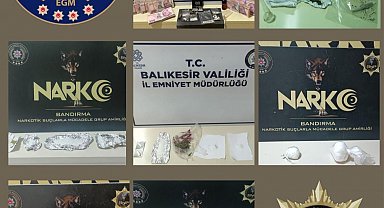 EGM
NARKO
BANDIRMA
NARKOTİK SUÇLARLA MÜCADELE GRUP AMİRLİĞİ
T.C.
BALIKESİR VALİLİĞİ
İL EMNİYET MÜDÜRLÜĞÜ
NARKO
BANDIRMA
NARKOTİK SUÇLARLA MÜCADELE GRUP AMİRLİĞİ